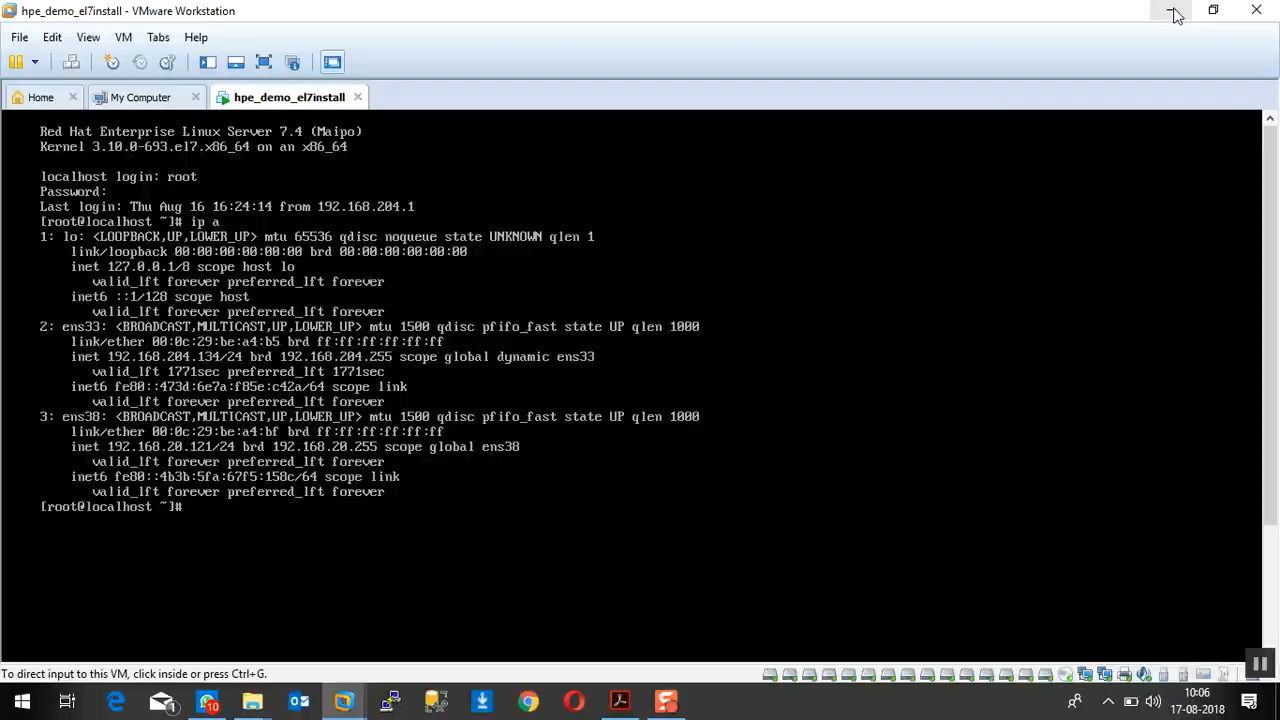 hpe_demo_el7install - VMware Workstation
File Edit View VM Tabs Help
Home My Computer hpe_demo_el7install
Red Hat Enterprise Linux Server 7.4 (Maipo)
Kernel 3.10.0-693.el7.x86_64 on an x86_64
localhost login: root
Password:
Last login: Thu Aug 16 16:24:14 from 192.168.204.1
[root@localhost ~]# ip a
1: lo: <LOOPBACK,UP,LOWER_UP> mtu 65536 qdisc noqueue state UNKNOWN qlen 1
link/loopback 00:00:00:00:00:00 brd 00:00:00:00:00:00
inet 127.0.0.1/8 scope host lo
valid_lft forever preferred_lft forever
inet6 ::1/128 scope host
valid_lft forever preferred_lft forever
2: ens33: <BROADCAST,MULTICAST,UP,LOWER_UP> mtu 1500 qdisc pfifo_fast state UP qlen 1000
link/ether 00:0c:29:be:a4:b5 brd ff:ff:ff:ff:ff:ff
inet 192.168.204.134/24 brd 192.168.204.255 scope global dynamic ens33
valid_lft 1771sec preferred_lft 1771sec
inet6 fe80::473d:6e7a:f85e:c42a/64 scope link
valid_lft forever preferred_lft forever
3: ens38: <BROADCAST,MULTICAST,UP,LOWER_UP> mtu 1500 qdisc pfifo_fast state UP qlen 1000
link/ether 00:0c:29:be:a4:bf brd ff:ff:ff:ff:ff:ff
inet 192.168.20.121/24 brd 192.168.20.255 scope global ens38
valid_lft forever preferred_lft forever
inet6 fe80::4b3b:5fa:67f5:158c/64 scope link
valid_lft forever preferred_lft forever
[root@localhost ~]#
To direct input to this VM, click inside or press Ctrl+G.
1 10 10:06
17-08-2018